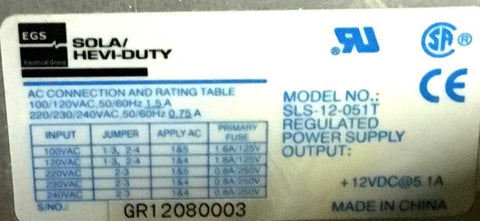 EGS
Electrical Group
SOLA/
HEVI-DUTY
AC CONNECTION AND RATING TABLE
100/120VAC, 50/60Hz 1.5 A
220/230/240VAC, 50/60Hz 0.75 A
INPUT JUMPER APPLY AC PRIMARY FUSE
100VAC 1-3, 2-4 1&5 1.6A/125V
120VAC 1-3, 2-4 1&4 1.6A/125V
220VAC 2-3 1&5 0.8A/250V
230VAC 2-3 1&4 0.8A/250V
240VAC 2-3 1&4 0.8A/250V
S/NO.: GR12080003
RU
SA
CE
MODEL NO.:
SLS-12-051T
REGULATED
POWER SUPPLY
OUTPUT:
+12VDC@5.1A
MADE IN CHINA